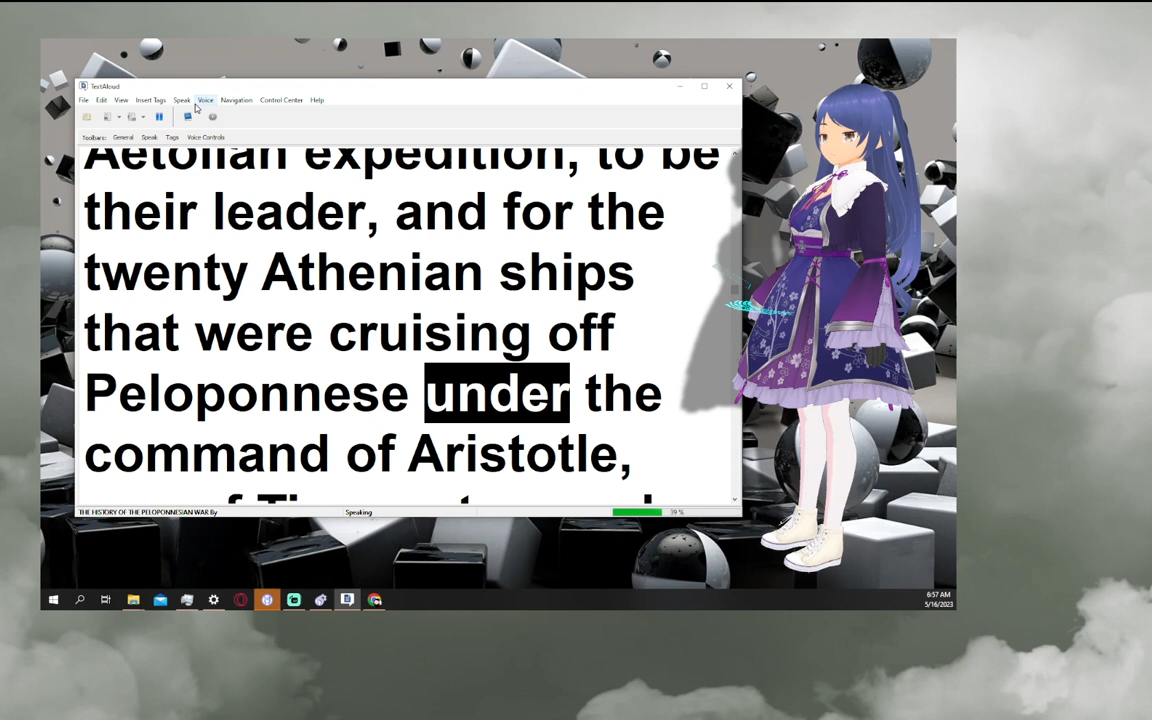 TextAloud
File Edit View Insert Tags Speak Voice Navigation Control Center Help
Toolbars: General Speak Tags Voice Controls
Aetolian expedition, to be
their leader, and for the
twenty Athenian ships
that were cruising off
Peloponnese under the
command of Aristotle,
THE HISTORY OF THE PELOPONNESIAN WAR By Speaking 39 %
6:57 AM
5/16/2023